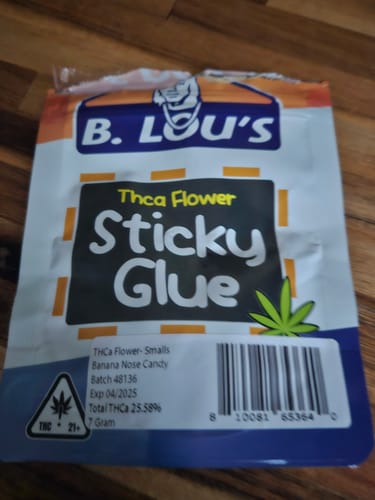 B. LOU'S
Thca Flower
Sticky
Glue
THCa Flower- Smalls
Banana Nose Candy
Batch 48136
Exp 04/2025
Total THCa 25.58%
7 Gram
THC 21+
8 10081 65364 0